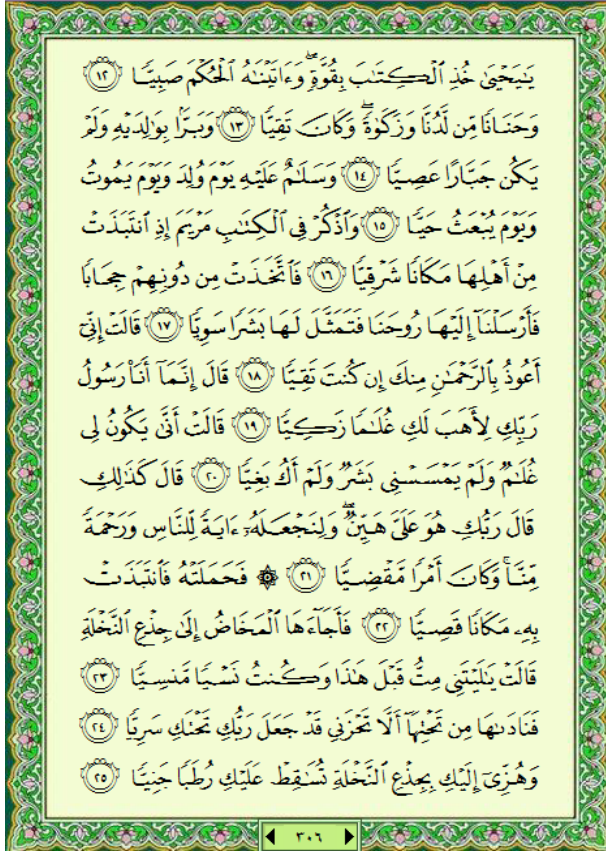 يَٰيَحۡيَىٰ خُذِ ٱلۡكِتَٰبَ بِقُوَّةٖۖ وَءَاتَيۡنَٰهُ ٱلۡحُكۡمَ صَبِيّٗا ١٢
وَحَنَانٗا مِّن لَّدُنَّا وَزَكَوٰةٗۖ وَكَانَ تَقِيّٗا ١٣ وَبَرَّۢا بِوَٰلِدَيۡهِ وَلَمۡ
يَكُن جَبَّارًا عَصِيّٗا ١٤ وَسَلَٰمٌ عَلَيۡهِ يَوۡمَ وُلِدَ وَيَوۡمَ يَمُوتُ
وَيَوۡمَ يُبۡعَثُ حَيّٗا ١٥ وَٱذۡكُرۡ فِي ٱلۡكِتَٰبِ مَرۡيَمَ إِذِ ٱنتَبَذَتۡ
مِنۡ أَهۡلِهَا مَكَانٗا شَرۡقِيّٗا ١٦ فَٱتَّخَذَتۡ مِن دُونِهِمۡ حِجَابٗا
فَأَرۡسَلۡنَآ إِلَيۡهَا رُوحَنَا فَتَمَثَّلَ لَهَا بَشَرٗا سَوِيّٗا ١٧ قَالَتۡ إِنِّيٓ
أَعُوذُ بِٱلرَّحۡمَٰنِ مِنكَ إِن كُنتَ تَقِيّٗا ١٨ قَالَ إِنَّمَآ أَنَا۠ رَسُولُ
رَبِّكِ لِأَهَبَ لَكِ غُلَٰمٗا زَكِيّٗا ١٩ قَالَتۡ أَنَّىٰ يَكُونُ لِي
غُلَٰمٞ وَلَمۡ يَمۡسَسۡنِي بَشَرٞ وَلَمۡ أَكُ بَغِيّٗا ٢٠ قَالَ كَذَٰلِكِ
قَالَ رَبُّكِ هُوَ عَلَيَّ هَيِّنٞۖ وَلِنَجۡعَلَهُۥٓ ءَايَةٗ لِّلنَّاسِ وَرَحۡمَةٗ
مِّنَّاۚ وَكَانَ أَمۡرٗا مَّقۡضِيّٗا ٢١ ۞ فَحَمَلَتۡهُ فَٱنتَبَذَتۡ
بِهِۦ مَكَانٗا قَصِيّٗا ٢٢ فَأَجَآءَهَا ٱلۡمَخَاضُ إِلَىٰ جِذۡعِ ٱلنَّخۡلَةِ
قَالَتۡ يَٰلَيۡتَنِي مِتُّ قَبۡلَ هَٰذَا وَكُنتُ نَسۡيٗا مَّنسِيّٗا ٢٣
فَنَادَىٰهَا مِن تَحۡتِهَآ أَلَّا تَحۡزَنِي قَدۡ جَعَلَ رَبُّكِ تَحۡتَكِ سَرِيّٗا ٢٤
وَهُزِّيٓ إِلَيۡكِ بِجِذۡعِ ٱلنَّخۡلَةِ تُسَٰقِطۡ عَلَيۡكِ رُطَبٗا جَنِيّٗا ٢٥
٣٠٦